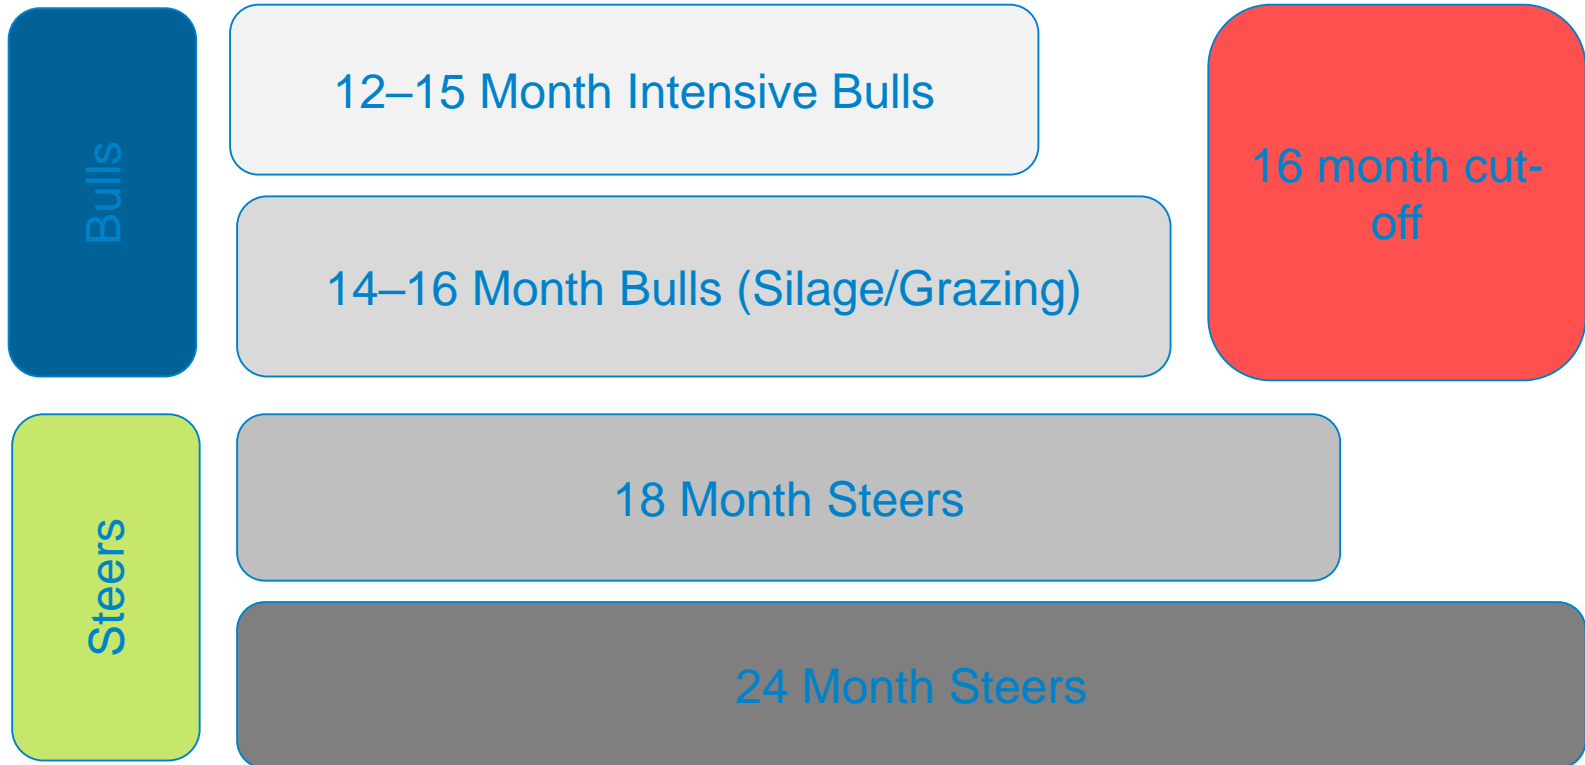 Bulls
12–15 Month Intensive Bulls
14–16 Month Bulls (Silage/Grazing)
16 month cut-
off
Steers
18 Month Steers
24 Month Steers